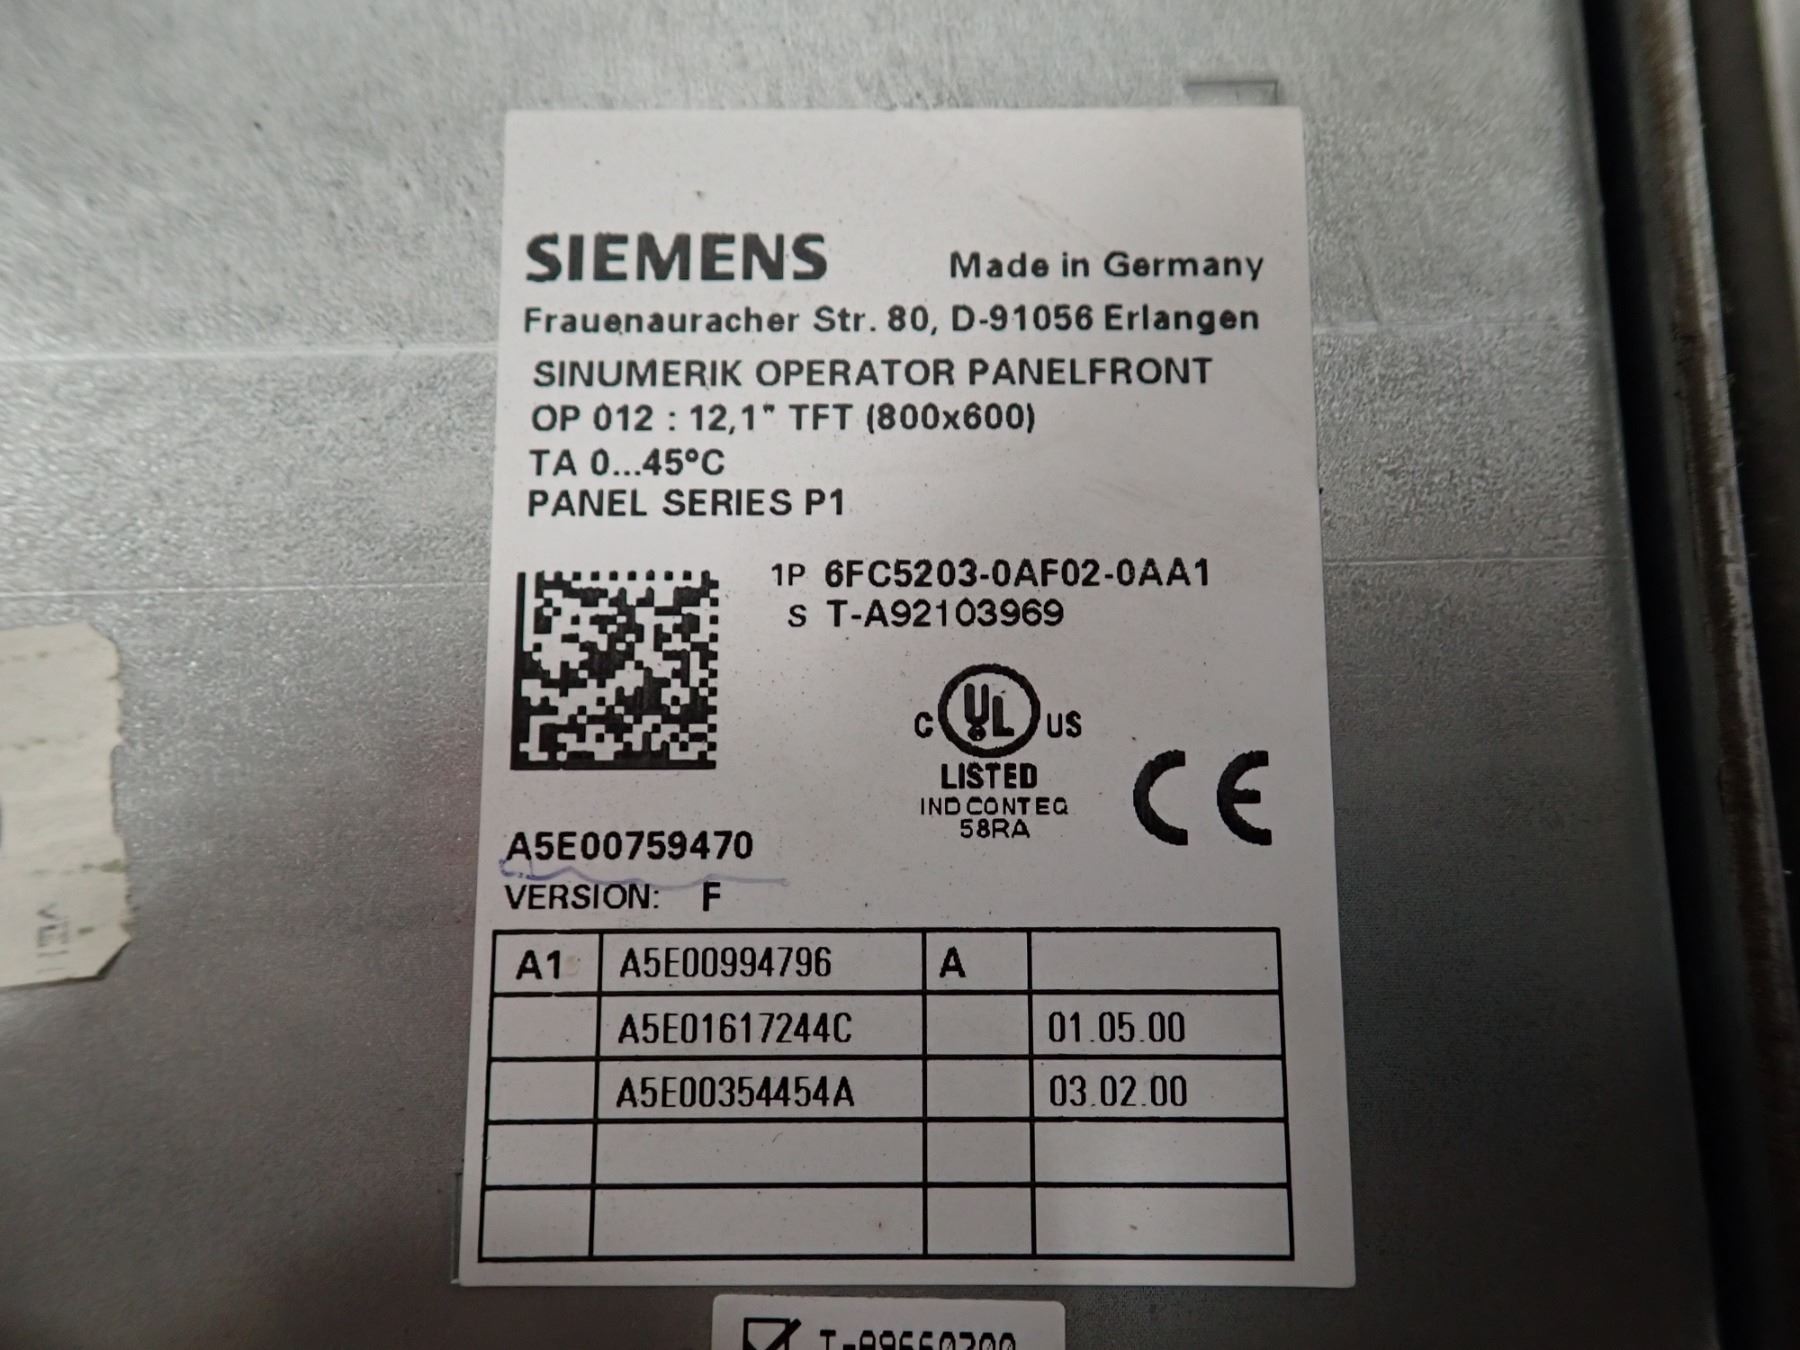 SIEMENS Made in Germany
Frauenauracher Str. 80, D-91056 Erlangen
SINUMERIK OPERATOR PANELFRONT
OP 012 : 12,1" TFT (800x600)
TA 0...45°C
PANEL SERIES P1
1P 6FC5203-0AF02-0AA1
S T-A92103969
C UL US
LISTED
IND CONT EQ
58RA
CE
A5E00759470
VERSION: F
A1 A5E00994796 A
A5E01617244C 01.05.00
A5E00354454A 03.02.00